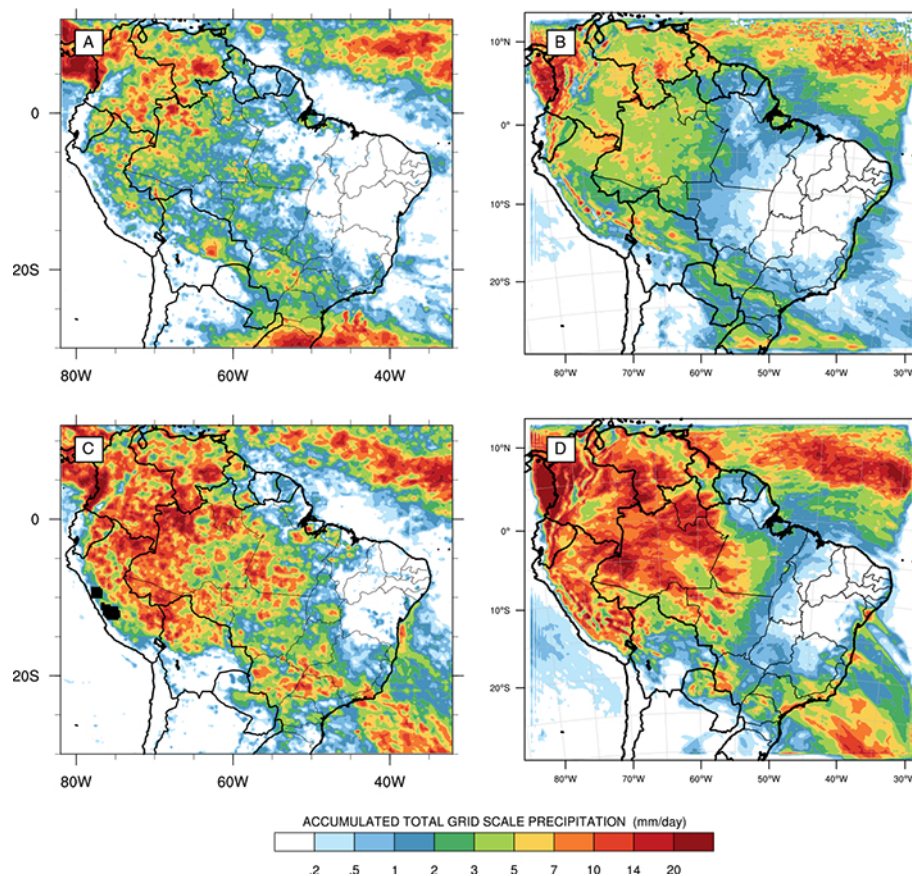 A
B
10°N
0
0°
10°S
20S
20°S
80W
60W
40W
80°W
70°W
60°W
50°W
40°W
30°W
C
D
10°N
0
0°
10°S
20S
20°S
80W
60W
40W
80°W
70°W
60°W
50°W
40°W
30°W
ACCUMULATED TOTAL GRID SCALE PRECIPITATION (mm/day)
.2 .5 1 2 3 5 7 10 14 20